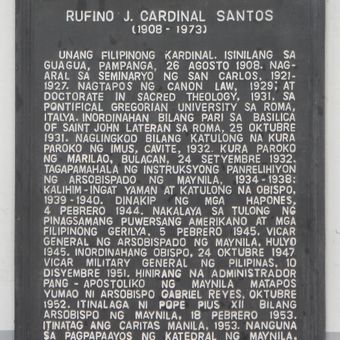 RUFINO J. CARDINAL SANTOS
(1908 - 1973)
UNANG FILIPINONG KARDINAL. ISINILANG SA
GUAGUA, PAMPANGA, 26 AGOSTO 1908. NAG-
ARAL SA SEMINARYO NG SAN CARLOS, 1921-
1927. NAGTAPOS NG CANON LAW, 1929; AT
DOCTORATE IN SACRED THEOLOGY, 1931. SA
PONTIFICAL GREGORIAN UNIVERSITY SA ROMA,
ITALYA. INORDINAHAN BILANG PARI SA BASILICA
OF SAINT JOHN LATERAN SA ROMA, 25 OKTUBRE
1931. NAGLINGKOD BILANG KATULONG NA KURA
PAROKO NG IMUS, CAVITE, 1932. KURA PAROKO
NG MARILAO, BULACAN, 24 SETYEMBRE 1932.
TAGAPAMAHALA NG INSTRUKSYONG PANRELIHIYON
NG ARSOBISPADO NG MAYNILA, 1934-1938:
KALIHIM-INGAT YAMAN AT KATULONG NA OBISPO,
1939-1940. DINAKIP NG MGA HAPONES,
4 PEBRERO 1944. NAKALAYA SA TULONG NG
PINAGSAMANG PUWERSANG AMERIKANO AT MGA
FILIPINONG GERILYA, 5 PEBRERO 1945. VICAR
GENERAL NG ARSOBISPADO NG MAYNILA, HULYO
1945. INORDINAHANG OBISPO, 24 OKTUBRE 1947
VICAR MILITARY GENERAL NG PILIPINAS, 10
DISYEMBRE 1951. HINIRANG NA ADMINISTRADOR
PANG - APOSTOLIKO NG MAYNILA MATAPOS
YUMAO NI ARSOBISPO GABRIEL REYES, OKTUBRE
1952. ITINALAGA NI POPE PIUS XII BILANG
ARSOBISPO NG MAYNILA, 18 PEBRERO 1953.
ITINATAG ANG CARITAS MANILA, 1953. NANGUNA
SA PAGPAPAAYOS NG KATEDRAL NG MAYNILA,